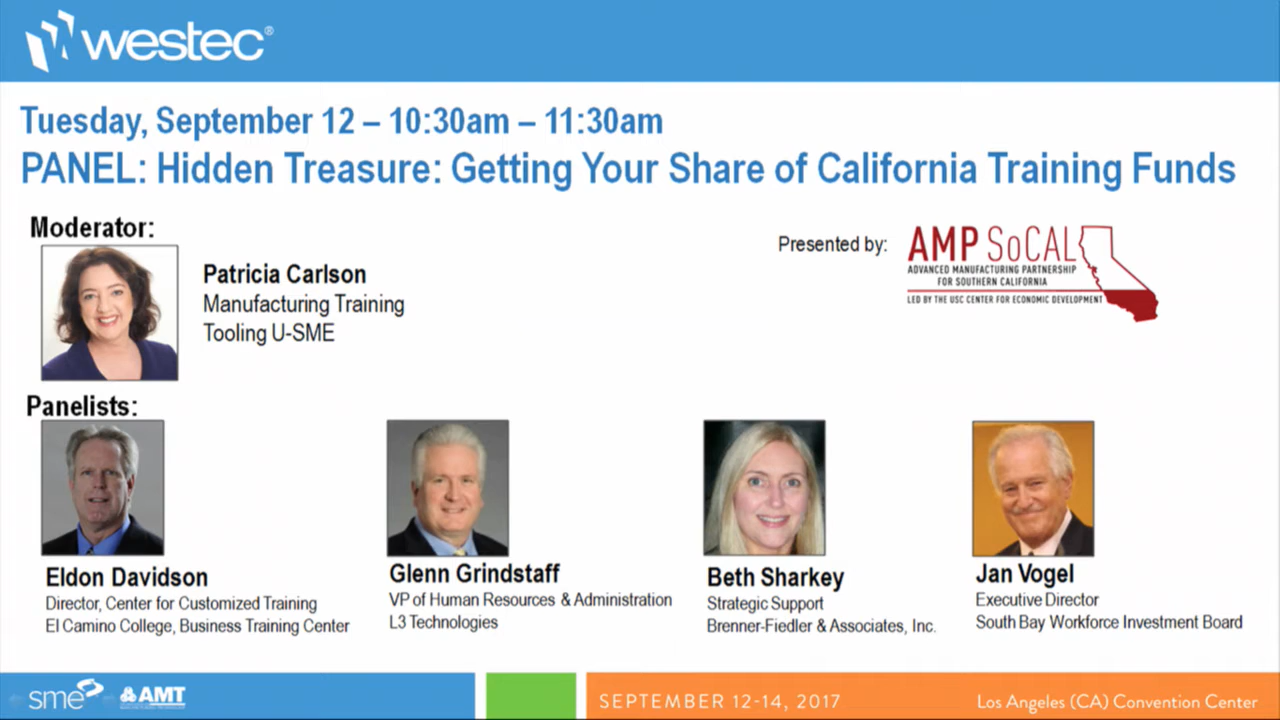 westec®
Tuesday, September 12 – 10:30am – 11:30am
PANEL: Hidden Treasure: Getting Your Share of California Training Funds
Moderator:
Patricia Carlson
Manufacturing Training
Tooling U-SME
Presented by:
AMP SoCAL
ADVANCED MANUFACTURING PARTNERSHIP
FOR SOUTHERN CALIFORNIA
LED BY THE USC CENTER FOR ECONOMIC DEVELOPMENT
Panelists:
Eldon Davidson
Director, Center for Customized Training
El Camino College, Business Training Center
Glenn Grindstaff
VP of Human Resources & Administration
L3 Technologies
Beth Sharkey
Strategic Support
Brenner-Fiedler & Associates, Inc.
Jan Vogel
Executive Director
South Bay Workforce Investment Board
sme
AMT
SEPTEMBER 12-14, 2017
Los Angeles (CA) Convention Center